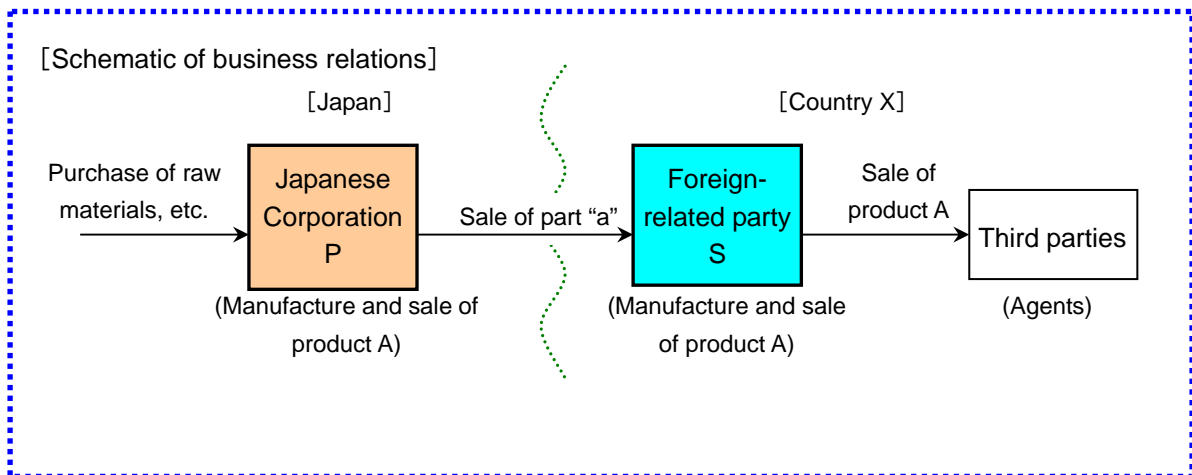 ［Schematic of business relations］
［Japan］
［Country X］
Purchase of raw
materials, etc.
Japanese
Corporation
P
Sale of part “a”
Foreign-
related party
S
Sale of
product A
Third parties
(Manufacture and sale of
product A)
(Manufacture and sale
of product A)
(Agents)